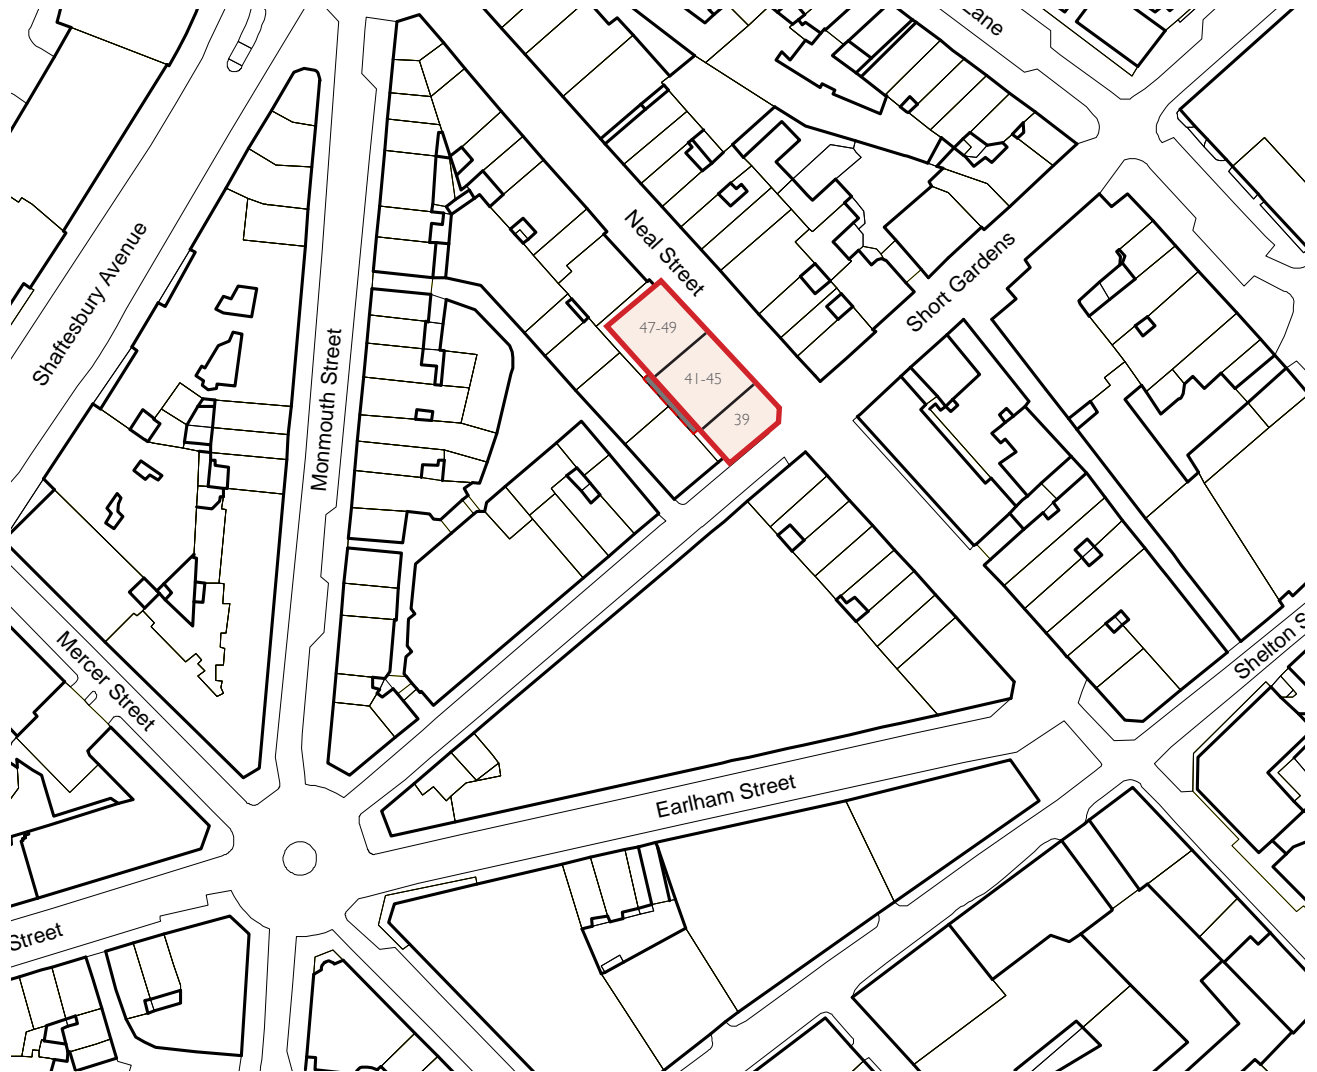 Lane
Neal Street
Shaftesbury Avenue
Short Gardens
47-49
Monmouth Street
41-45
39
Shelton S
Mercer Street
Earlham Street
Street